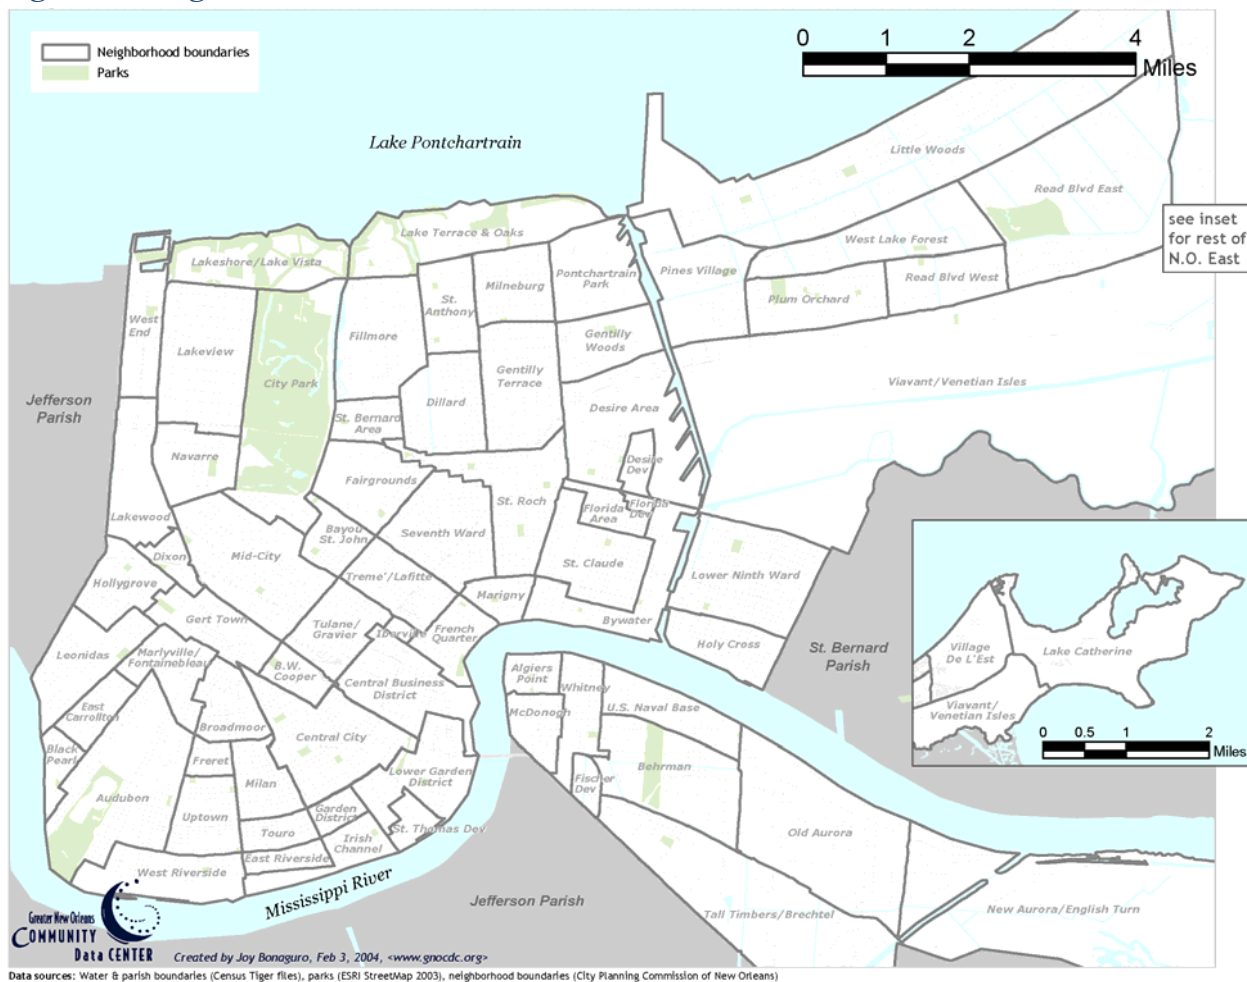 Neighborhood boundaries
Parks
0 1 2 4
Miles
Lake Pontchartrain
Little Woods
Read Blvd East
see inset
for rest of
N.O. East
Lake Terrace & Oaks
Lakeshore/Lake Vista
West Lake Forest
Pontchartrain
Park
Pines Village
Read Blvd West
Milneburg
Plum Orchard
St.
Anthony
West
End
Fillmore
Gentilly
Woods
Lakeview
City Park
Gentilly
Terrace
Viavant/Venetian Isles
Jefferson
Parish
Dillard
Desire Area
St. Bernard
Area
Navarre
Desire
Dev
Fairgrounds
St. Roch
Florida
Area
Florida
Dev
Lakewood
Bayou
St. John
Seventh Ward
Dixon
Mid-City
St. Claude
Lower Ninth Ward
Hollygrove
Treme'/Lafitte
Marigny
Gert Town
Tulane/
Gravier
Iberville
French
Quarter
Bywater
Holy Cross
St. Bernard
Parish
Village
De L'Est
Lake Catherine
Viavant/
Venetian Isles
0 0.5 1 2
Miles
Leonidas
Marlyville/
Fontainebleau
B.W.
Cooper
Central Business
District
Algiers
Point
Whitney
McDonogh
U.S. Naval Base
East
Carrollton
Broadmoor
Central City
Black
Pearl
Freret
Milan
Lower Garden
District
Fischer
Dev
Behrman
Audubon
Uptown
Garden
District
Touro
Irish
Channel
St. Thomas Dev
Old Aurora
East Riverside
West Riverside
Mississippi River
Jefferson Parish
Tall Timbers/Brechtel
New Aurora/English Turn
Greater New Orleans
COMMUNITY
Data CENTER
Created by Joy Bonaguro, Feb 3, 2004, <www.gnocdc.org>
Data sources: Water & parish boundaries (Census Tiger files), parks (ESRI StreetMap 2003), neighborhood boundaries (City Planning Commission of New Orleans)